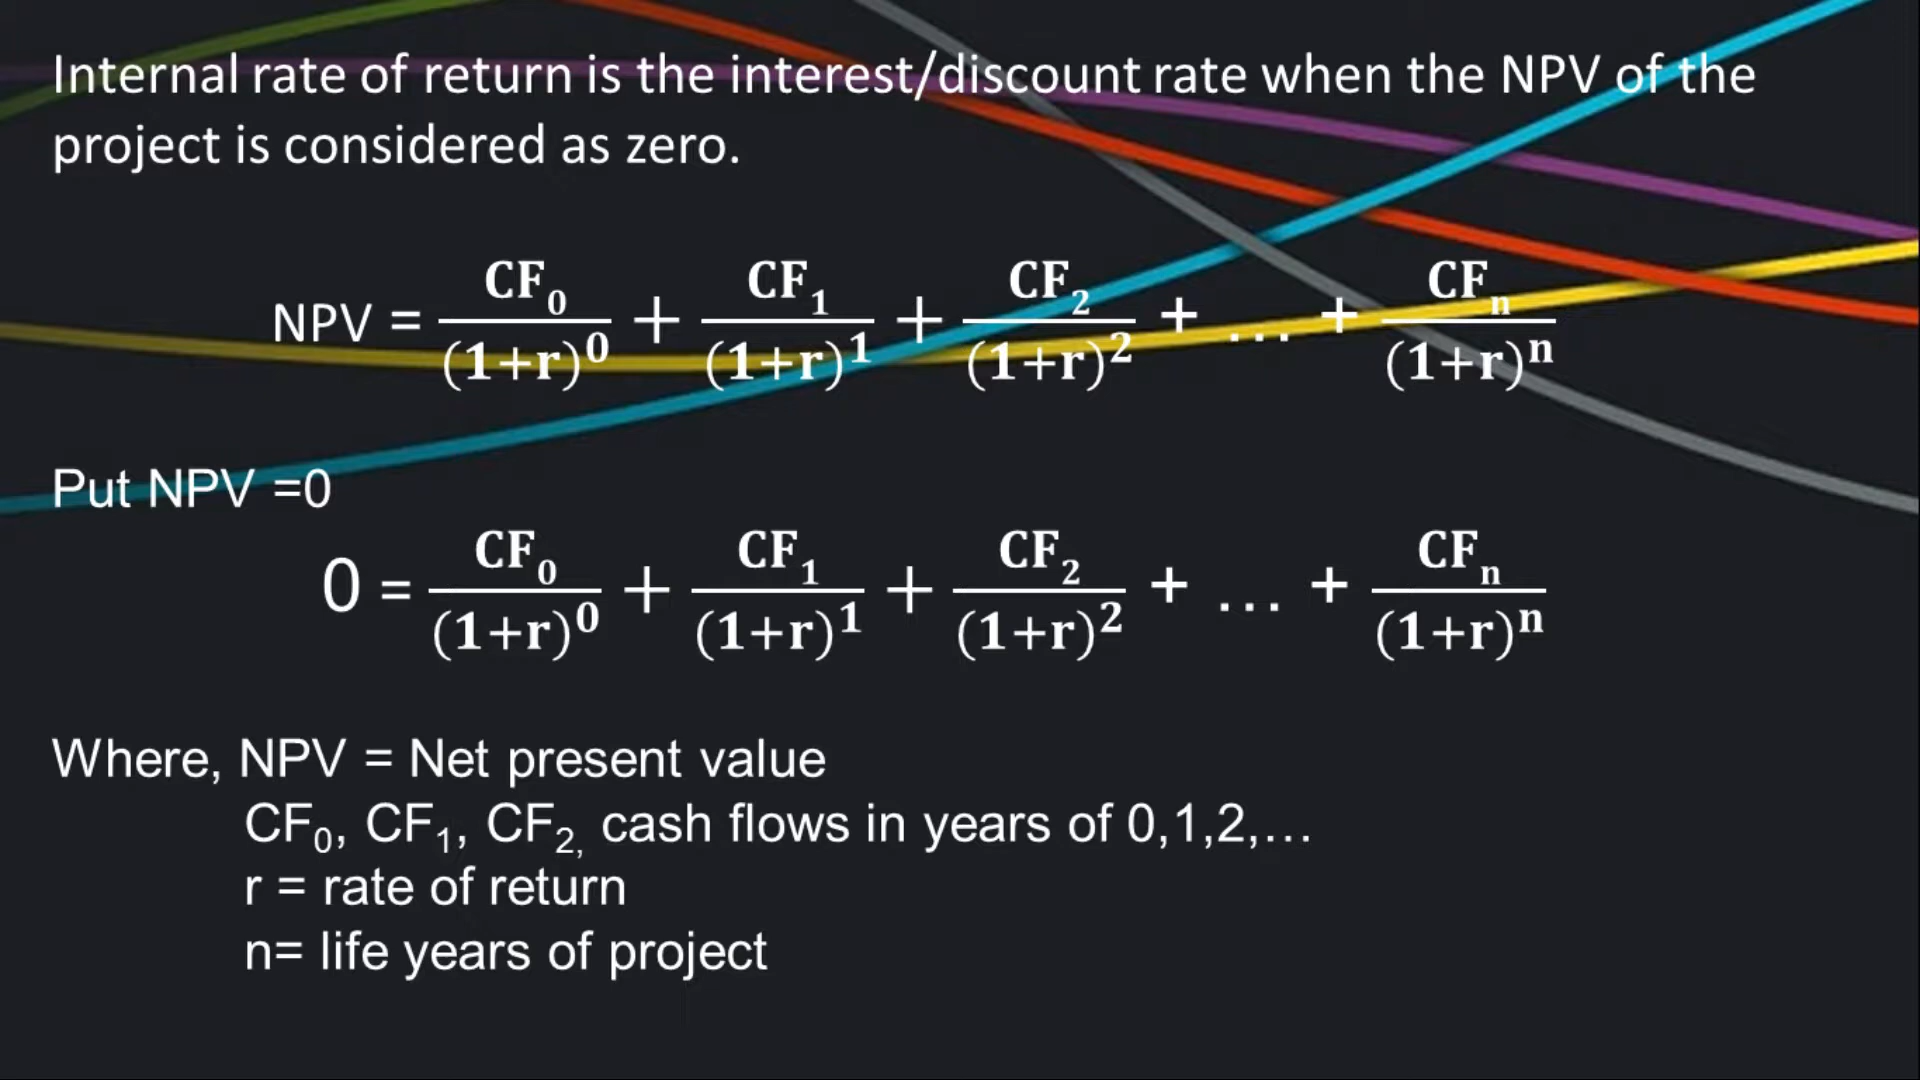 Internal rate of return is the interest/discount rate when the NPV of the
project is considered as zero.
NPV = CF₀/(1+r)⁰ + CF₁/(1+r)¹ + CF₂/(1+r)² + … + CFₙ/(1+r)ⁿ
Put NPV =0
0 = CF₀/(1+r)⁰ + CF₁/(1+r)¹ + CF₂/(1+r)² + … + CFₙ/(1+r)ⁿ
Where, NPV = Net present value
CF₀, CF₁, CF₂, cash flows in years of 0,1,2,…
r = rate of return
n= life years of project